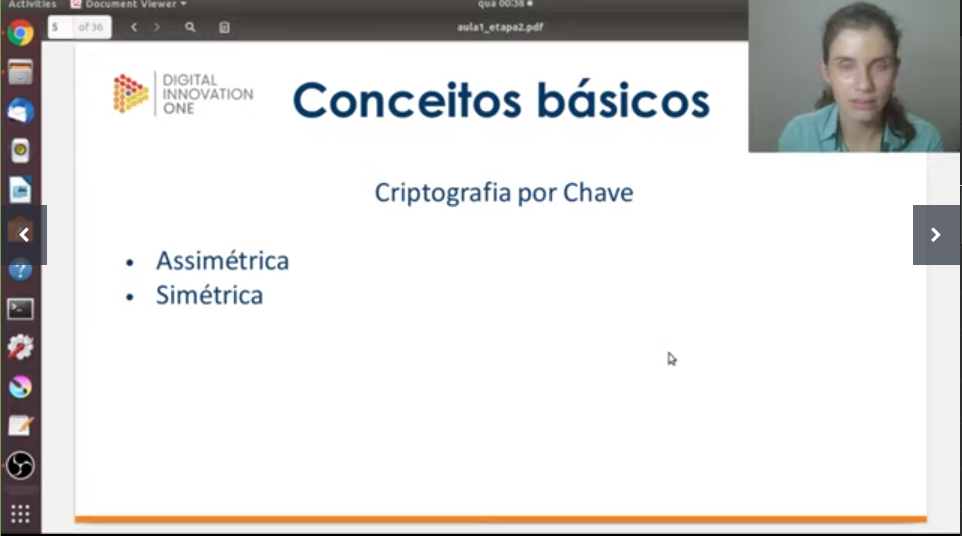 Activities Document Viewer
qua 00:38
5 of 36
aula1_etapa2.pdf
DIGITAL
INNOVATION
ONE
Conceitos básicos
Criptografia por Chave
• Assimétrica
• Simétrica